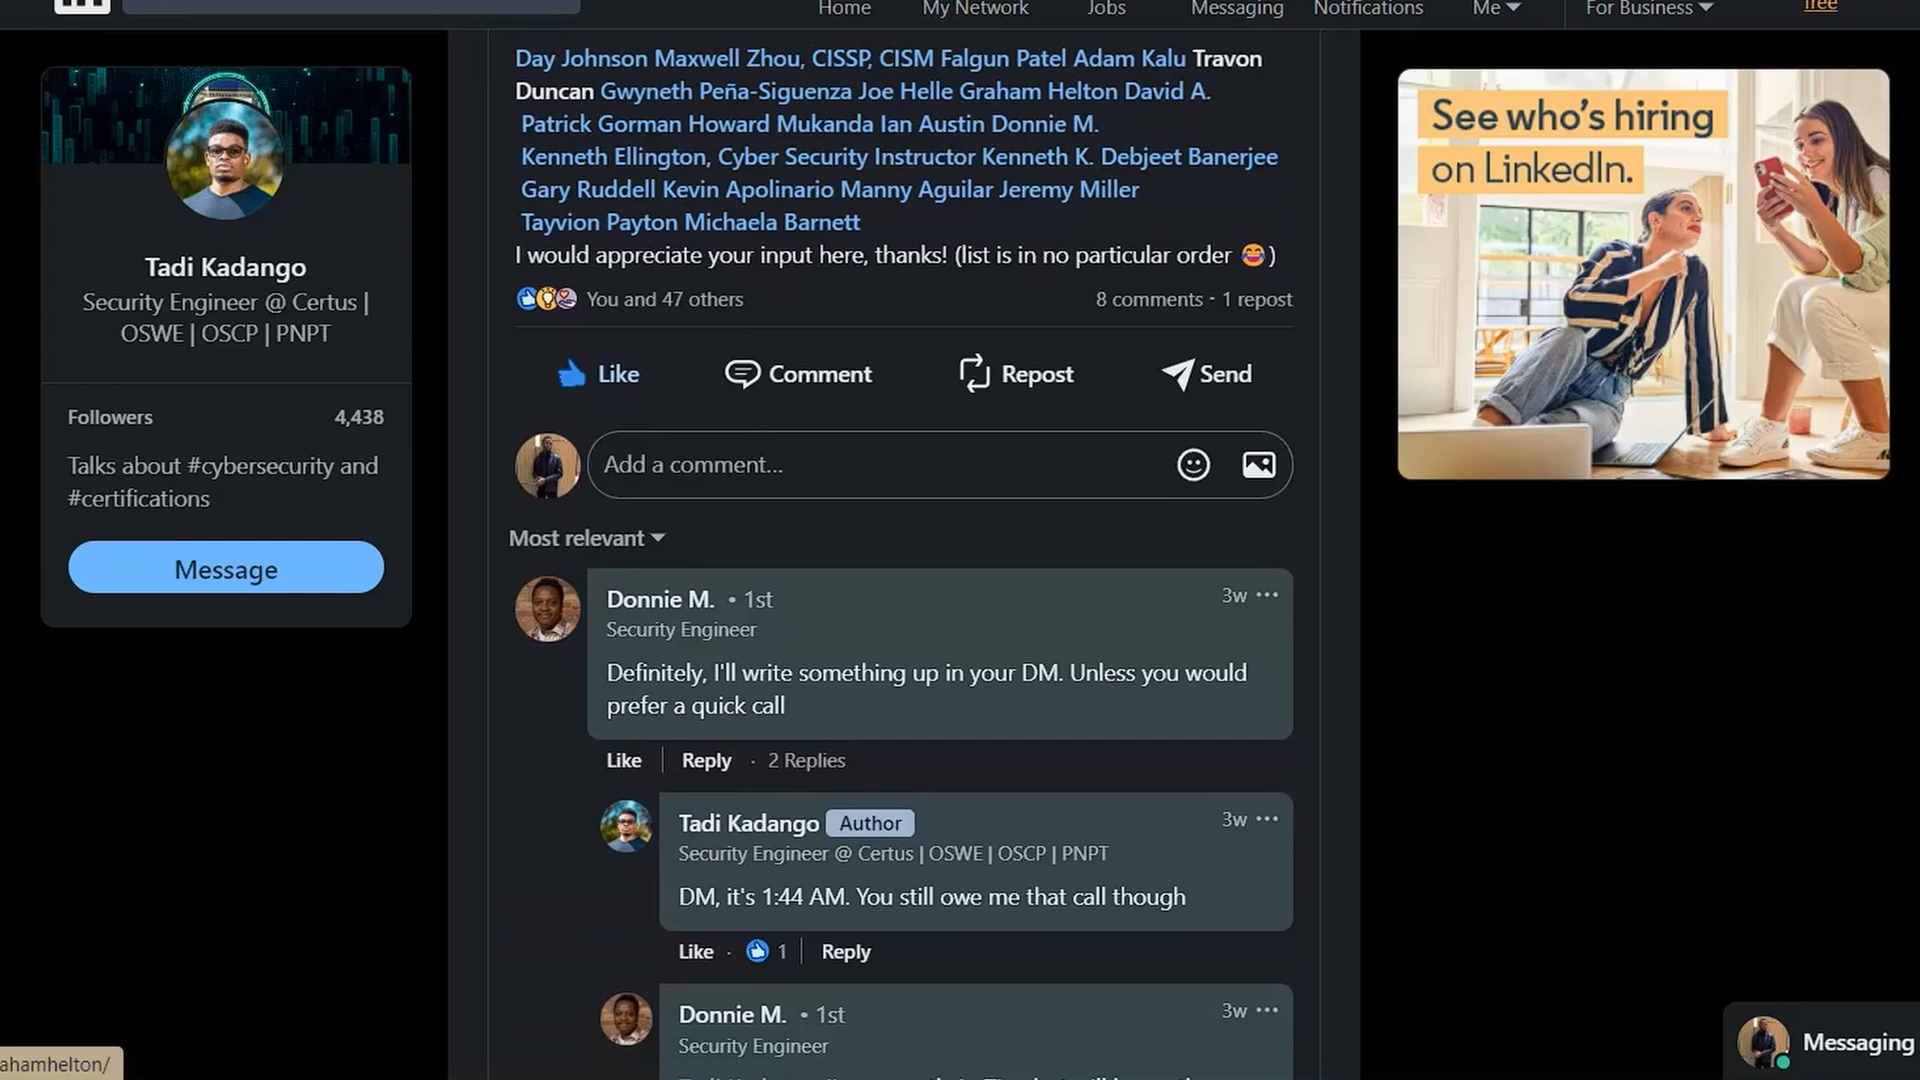 Home My Network Jobs Messaging Notifications Me For Business free
Tadi Kadango
Security Engineer @ Certus |
OSWE | OSCP | PNPT
Followers 4,438
Talks about #cybersecurity and
#certifications
Message
Day Johnson Maxwell Zhou, CISSP, CISM Falgun Patel Adam Kalu Travon
Duncan Gwyneth Peña-Siguenza Joe Helle Graham Helton David A.
Patrick Gorman Howard Mukanda Ian Austin Donnie M.
Kenneth Ellington, Cyber Security Instructor Kenneth K. Debjeet Banerjee
Gary Ruddell Kevin Apolinario Manny Aguilar Jeremy Miller
Tayvion Payton Michaela Barnett
I would appreciate your input here, thanks! (list is in no particular order 😂)
You and 47 others 8 comments · 1 repost
Like Comment Repost Send
Add a comment...
Most relevant
Donnie M. • 1st 3w
Security Engineer
Definitely, I'll write something up in your DM. Unless you would
prefer a quick call
Like | Reply · 2 Replies
Tadi Kadango Author 3w
Security Engineer @ Certus | OSWE | OSCP | PNPT
DM, it's 1:44 AM. You still owe me that call though
Like · 1 | Reply
Donnie M. • 1st 3w
Security Engineer
See who's hiring
on LinkedIn.
Messaging
ahamhelton/